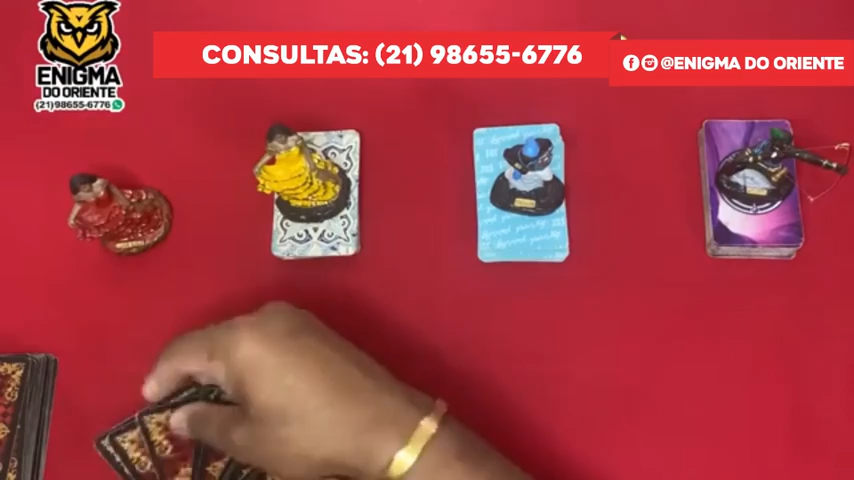 ENIGMA
DO ORIENTE
(21)98655-6776
CONSULTAS: (21) 98655-6776
@ENIGMA DO ORIENTE